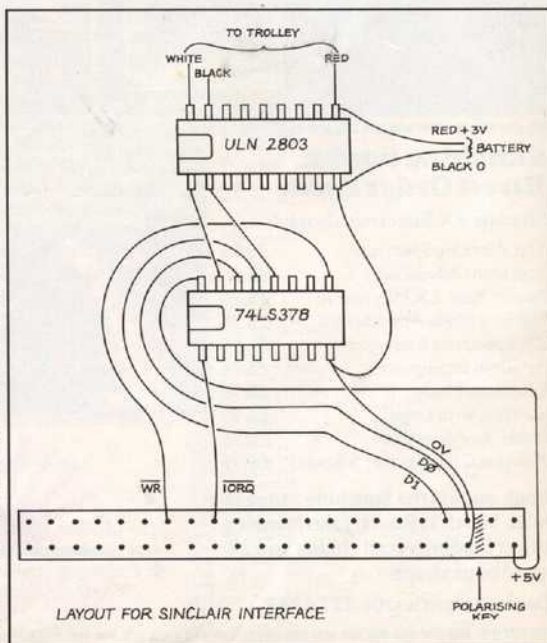 TO TROLLEY
WHITE
BLACK
RED
ULN 2803
RED +3V
BATTERY
BLACK 0
74LS378
WR
IORQ
0V
D0
D1
+5V
LAYOUT FOR SINCLAIR INTERFACE
POLARISING
KEY